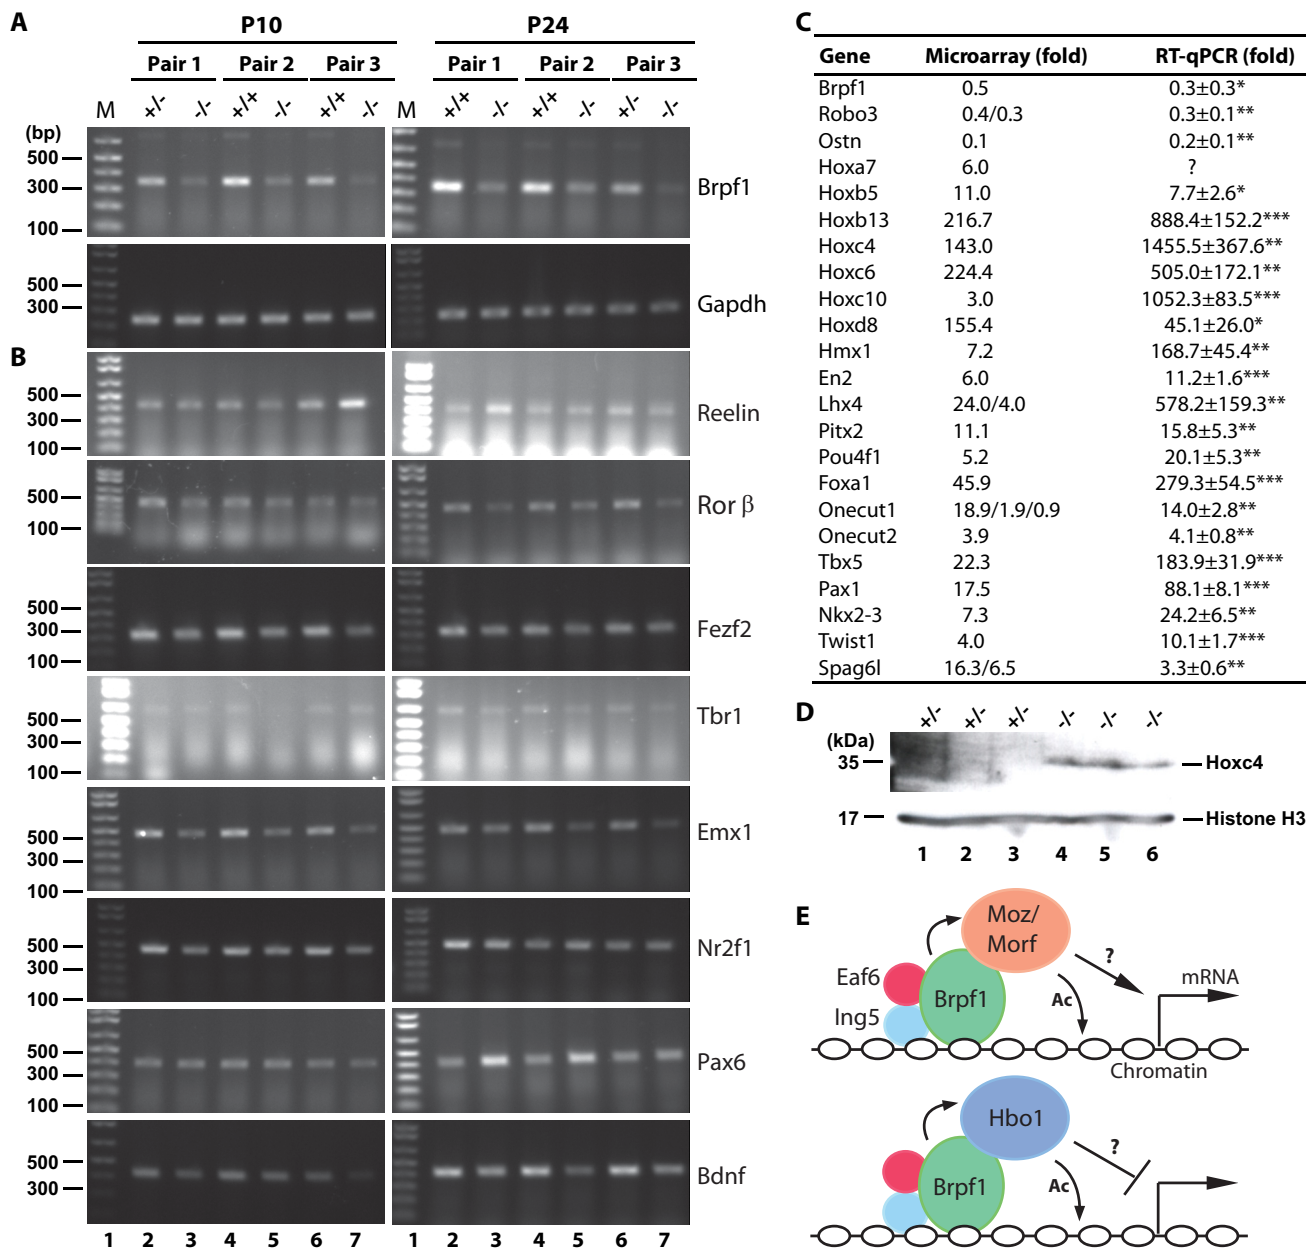 A
P10
P24
Pair 1 Pair 2 Pair 3
Pair 1 Pair 2 Pair 3
M +/- -/- +/+ -/- +/+ -/-
M +/+ -/- +/+ -/- +/- -/-
(bp)
500
300
100
Brpf1
500
300
Gapdh
B
500
300
100
Reelin
500
100
Ror β
500
300
100
Fezf2
500
300
100
Tbr1
500
300
100
Emx1
500
300
100
Nr2f1
500
300
100
Pax6
500
300
Bdnf
1 2 3 4 5 6 7
1 2 3 4 5 6 7
C
Gene Microarray (fold) RT-qPCR (fold)
Brpf1 0.5 0.3±0.3*
Robo3 0.4/0.3 0.3±0.1**
Ostn 0.1 0.2±0.1**
Hoxa7 6.0 ?
Hoxb5 11.0 7.7±2.6*
Hoxb13 216.7 888.4±152.2***
Hoxc4 143.0 1455.5±367.6**
Hoxc6 224.4 505.0±172.1**
Hoxc10 3.0 1052.3±83.5***
Hoxd8 155.4 45.1±26.0*
Hmx1 7.2 168.7±45.4**
En2 6.0 11.2±1.6***
Lhx4 24.0/4.0 578.2±159.3**
Pitx2 11.1 15.8±5.3**
Pou4f1 5.2 20.1±5.3**
Foxa1 45.9 279.3±54.5***
Onecut1 18.9/1.9/0.9 14.0±2.8**
Onecut2 3.9 4.1±0.8**
Tbx5 22.3 183.9±31.9***
Pax1 17.5 88.1±8.1***
Nkx2-3 7.3 24.2±6.5**
Twist1 4.0 10.1±1.7***
Spag6l 16.3/6.5 3.3±0.6**
D
+/- +/- +/- -/- -/- -/-
(kDa)
35
Hoxc4
17
Histone H3
1 2 3 4 5 6
E
Moz/
Morf
Eaf6
Ing5
Brpf1
?
Ac
mRNA
Chromatin
Hbo1
Brpf1
?
Ac